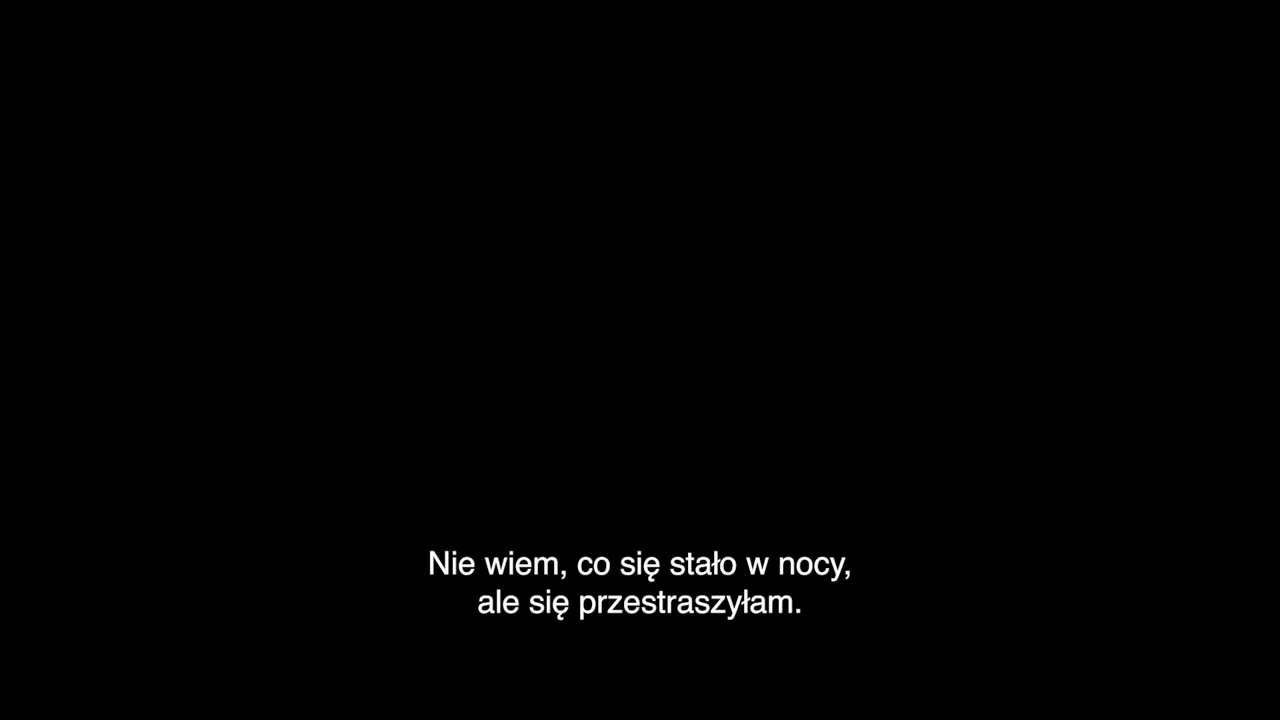 Nie wiem, co się stało w nocy,
ale się przestraszyłam.